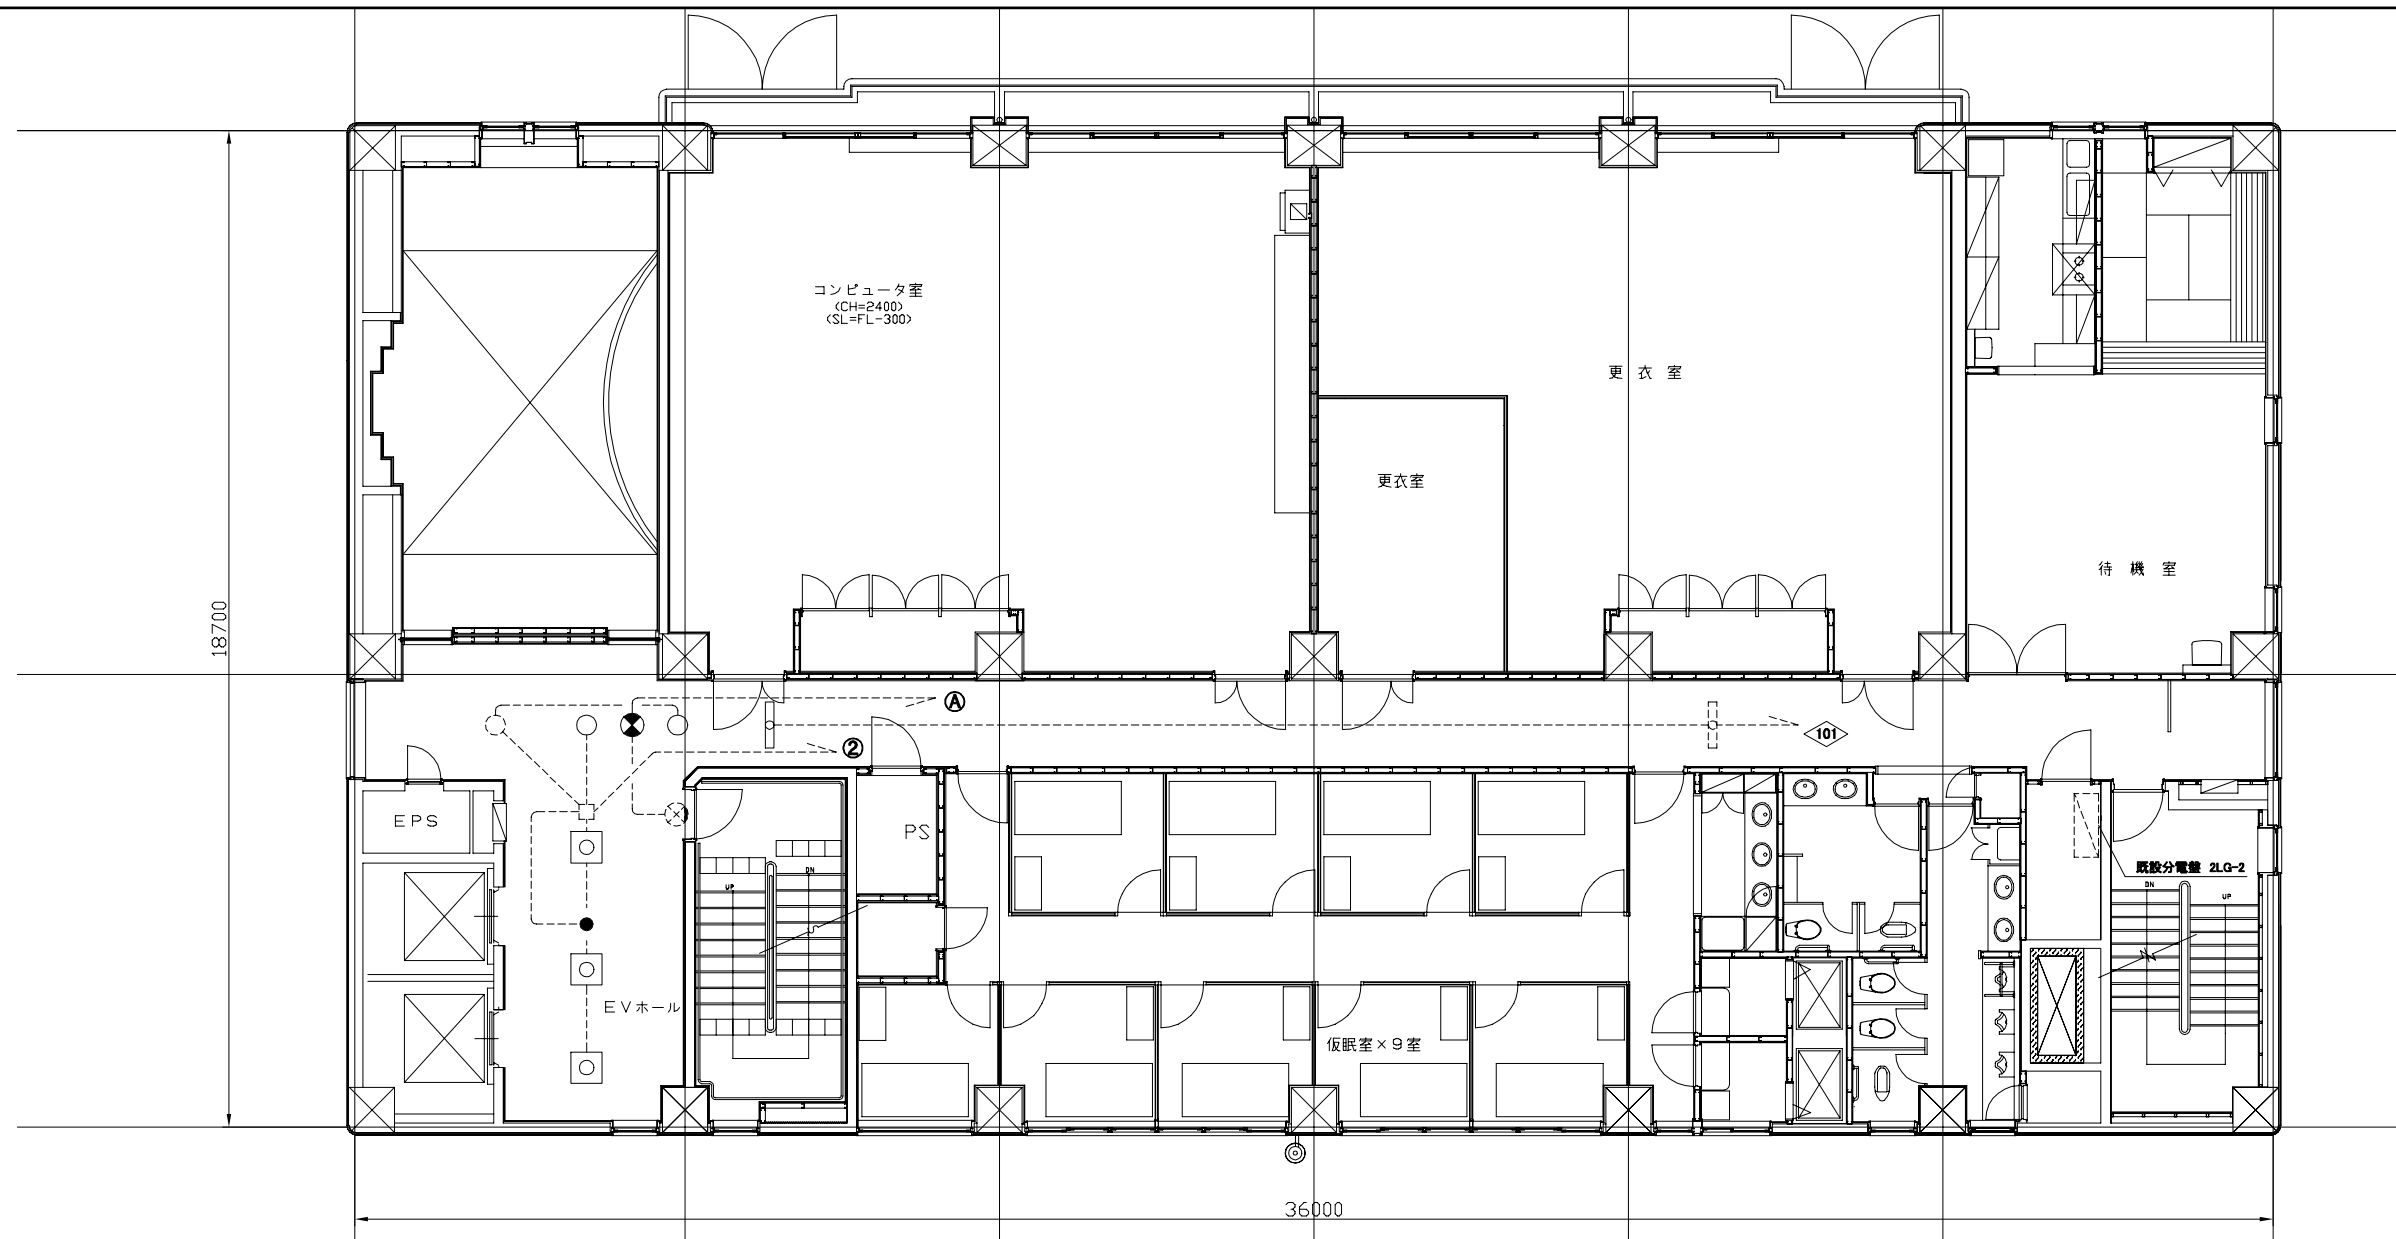 コンピュータ室
(CH=2400)
(SL=FL-300)
更 衣 室
更衣室
待 機 室
18700
A
2
101
EPS
PS
既設分電盤 2LG-2
UP
DN
DN
UP
EVホール
仮眠室×9室
36000